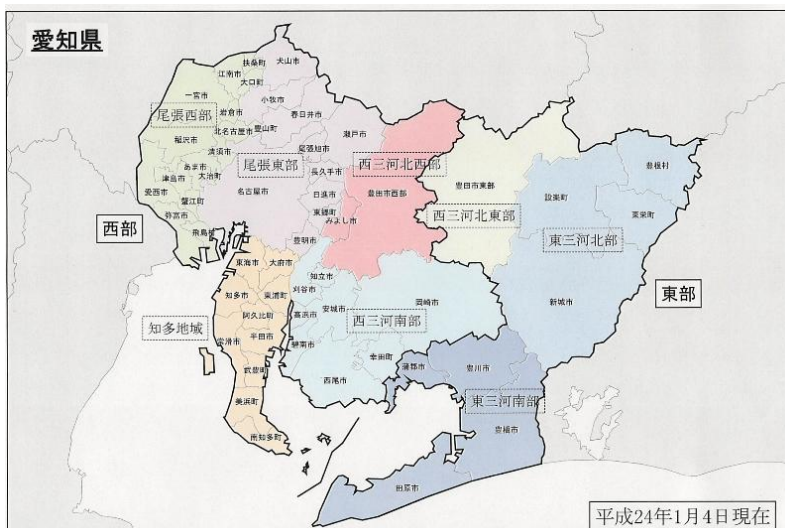 愛知県
扶桑町
犬山市
江南市
大口町
一宮市
小牧市
尾張西部
岩倉市
春日井市
豊山町
北名古屋市
瀬戸市
稲沢市
清須市
尾張旭市
西三河北西部
豊根村
あま市
尾張東部
長久手市
豊田市西部
豊田市東部
津島市
大治町
設楽町
愛西市
名古屋市
日進市
東栄町
蟹江町
東郷町
みよし市
西三河北東部
弥富市
西部
飛島村
豊明市
東三河北部
東海市
大府市
知立市
東部
知多市
東浦町
刈谷市
岡崎市
新城市
阿久比町
高浜市
安城市
西三河南部
知多地域
常滑市
半田市
碧南市
幸田町
蒲郡市
豊川市
武豊町
西尾市
美浜町
東三河南部
南知多町
豊橋市
田原市
平成24年1月4日現在